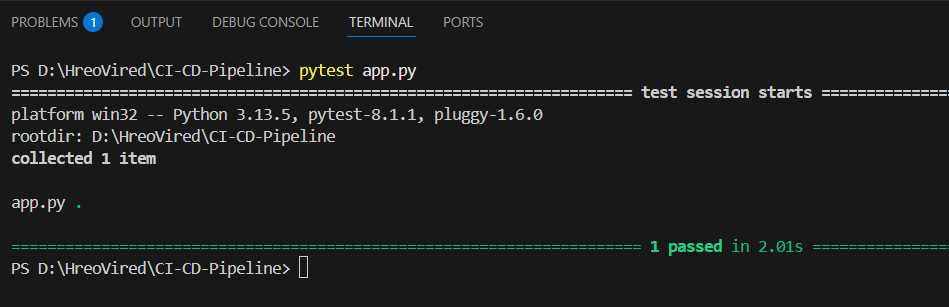 PROBLEMS 1 OUTPUT DEBUG CONSOLE TERMINAL PORTS
PS D:\HreoVired\CI-CD-Pipeline> pytest app.py
===================================================================== test session starts ===============
platform win32 -- Python 3.13.5, pytest-8.1.1, pluggy-1.6.0
rootdir: D:\HreoVired\CI-CD-Pipeline
collected 1 item
app.py .
====================================================================== 1 passed in 2.01s ================
PS D:\HreoVired\CI-CD-Pipeline>